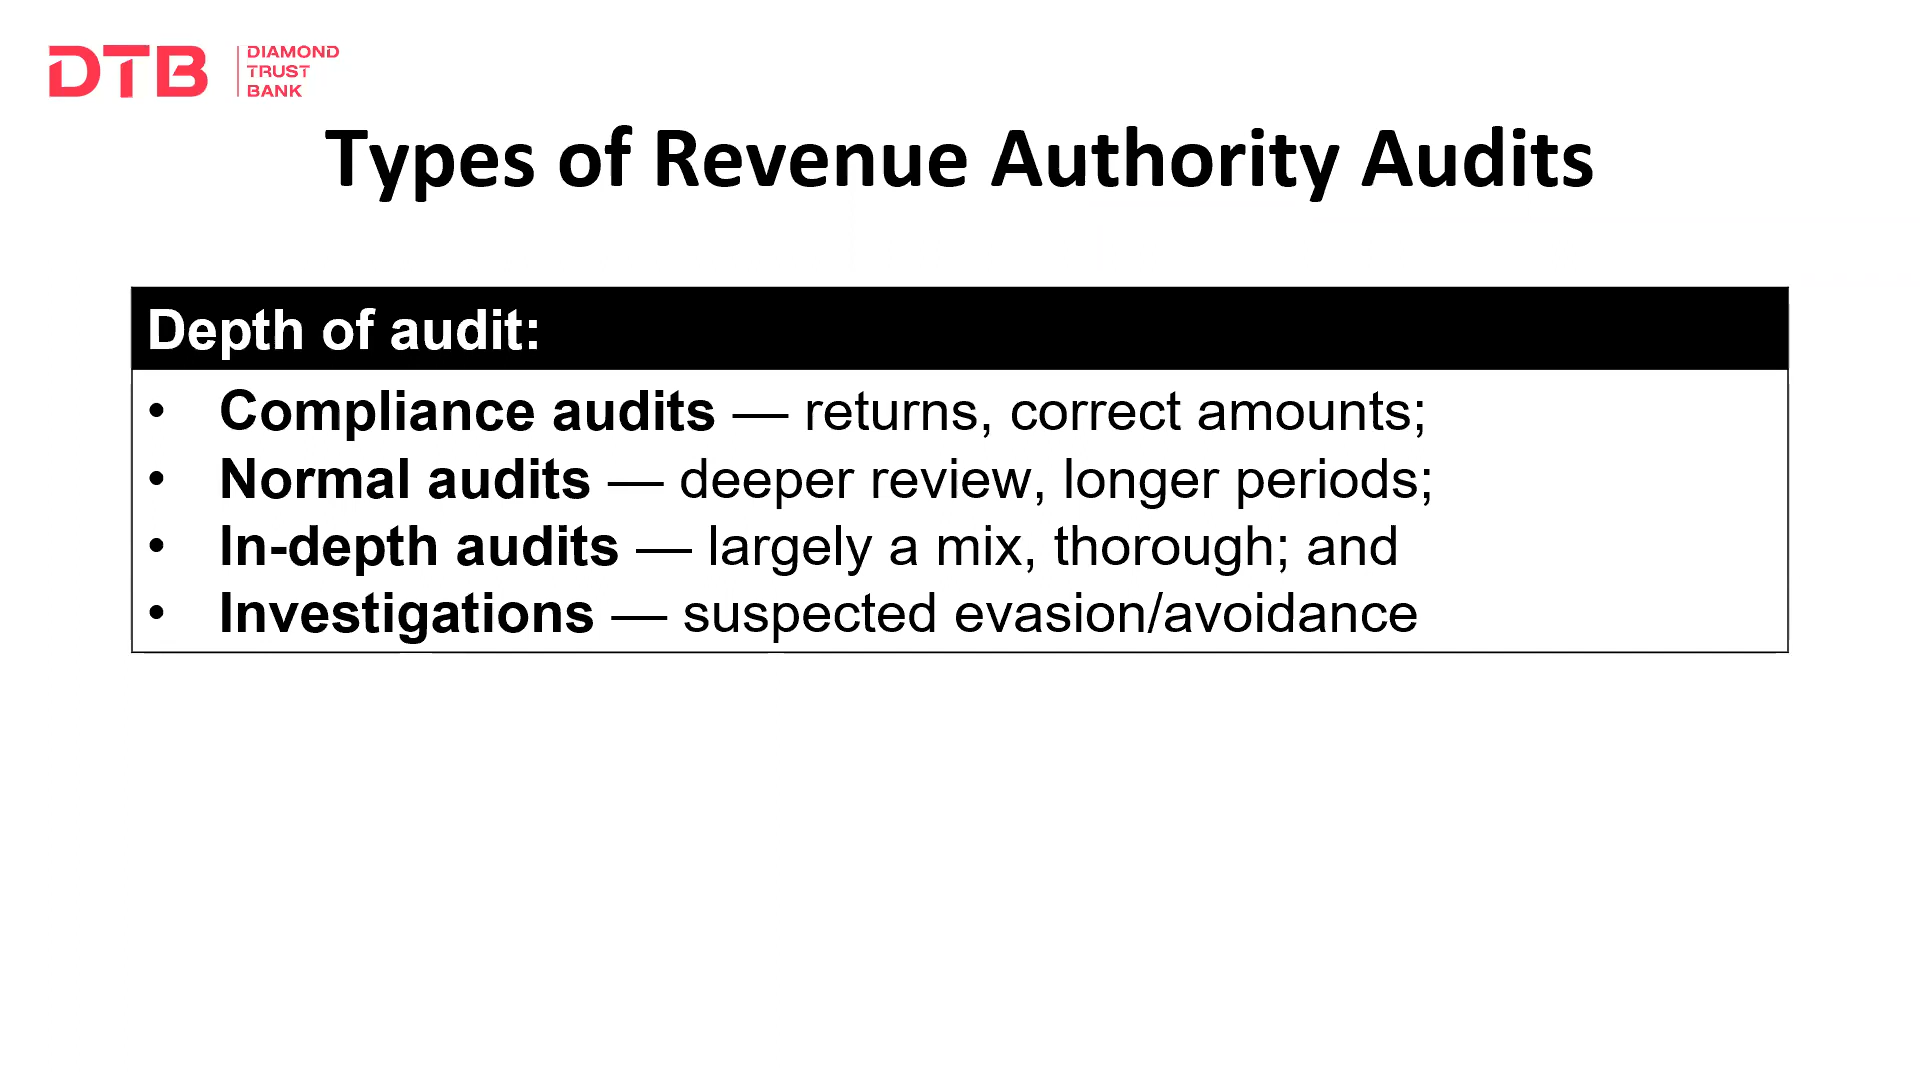 DTB
DIAMOND
TRUST
BANK
Types of Revenue Authority Audits
Depth of audit:
• Compliance audits — returns, correct amounts;
• Normal audits — deeper review, longer periods;
• In-depth audits — largely a mix, thorough; and
• Investigations — suspected evasion/avoidance